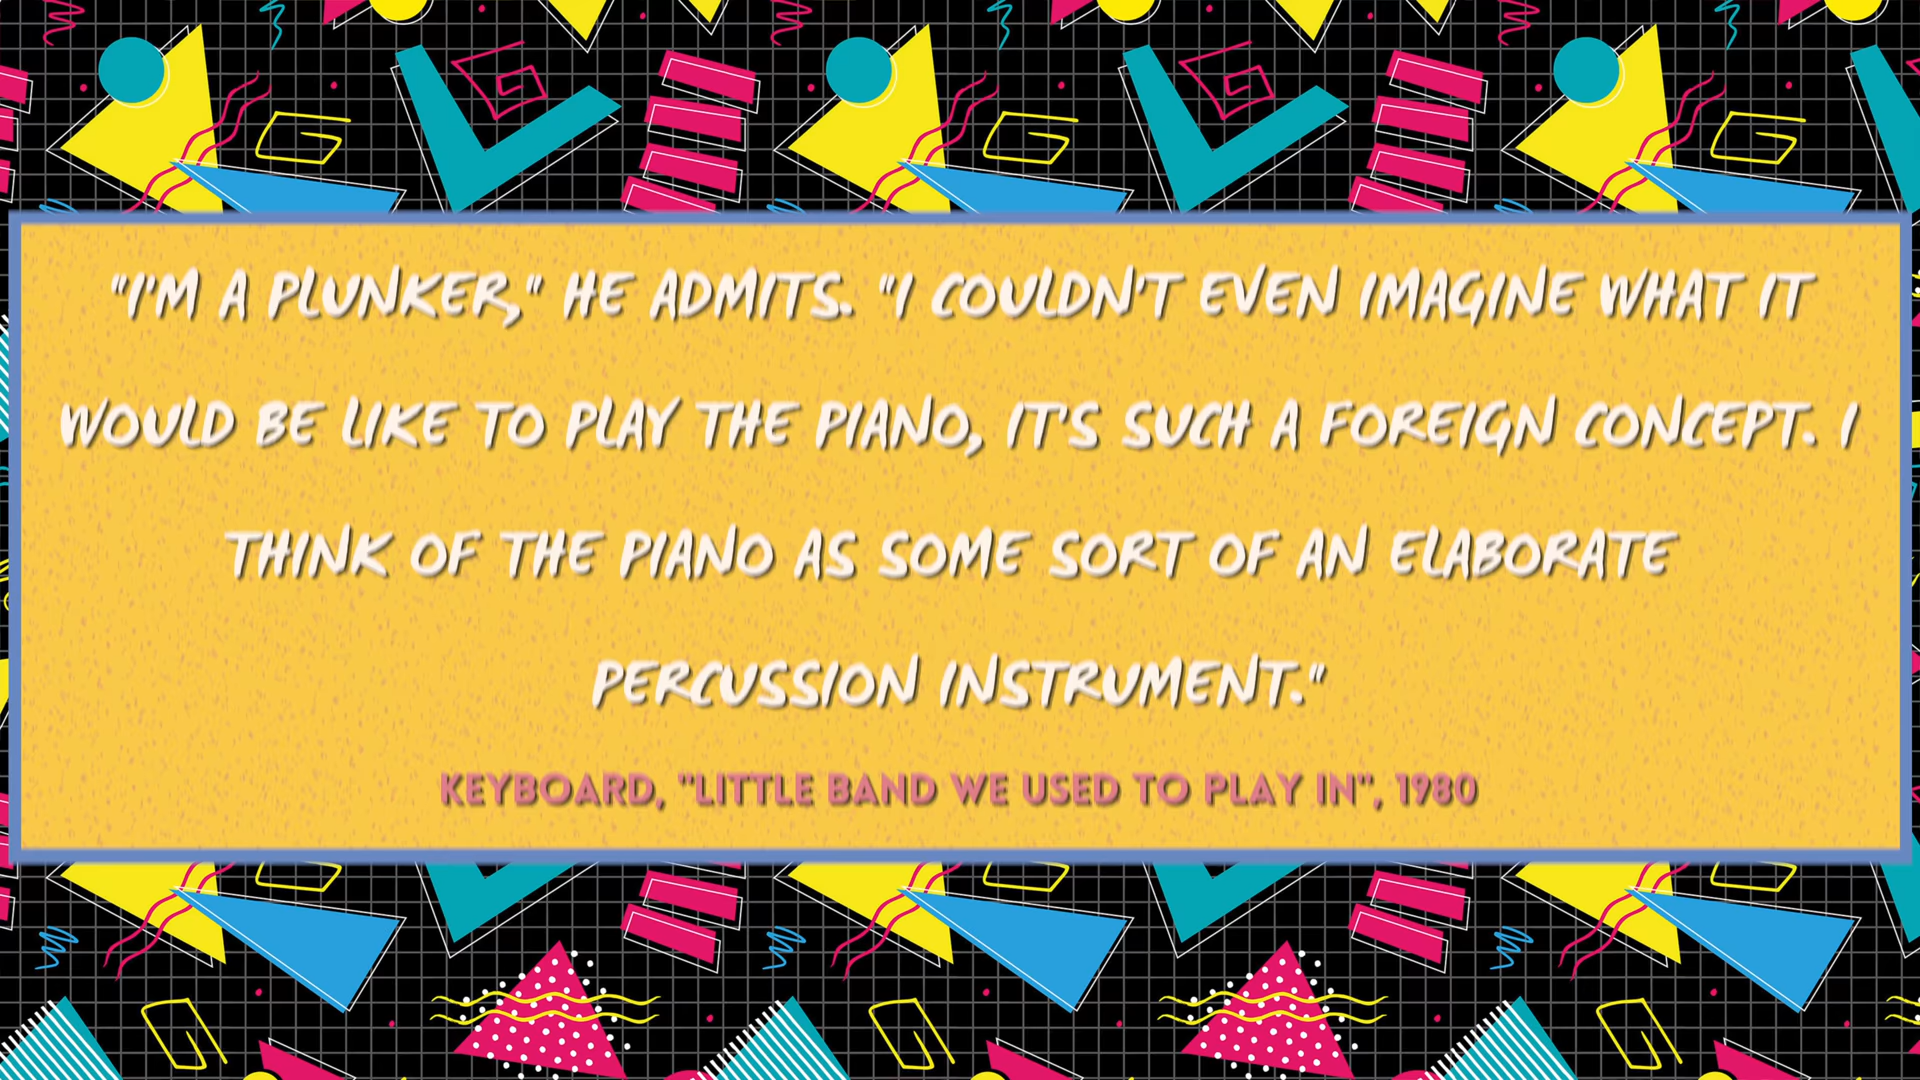 "I'M A PLUNKER," HE ADMITS. "I COULDN'T EVEN IMAGINE WHAT IT
WOULD BE LIKE TO PLAY THE PIANO, IT'S SUCH A FOREIGN CONCEPT. I
THINK OF THE PIANO AS SOME SORT OF AN ELABORATE
PERCUSSION INSTRUMENT."
KEYBOARD, "LITTLE BAND WE USED TO PLAY IN", 1980